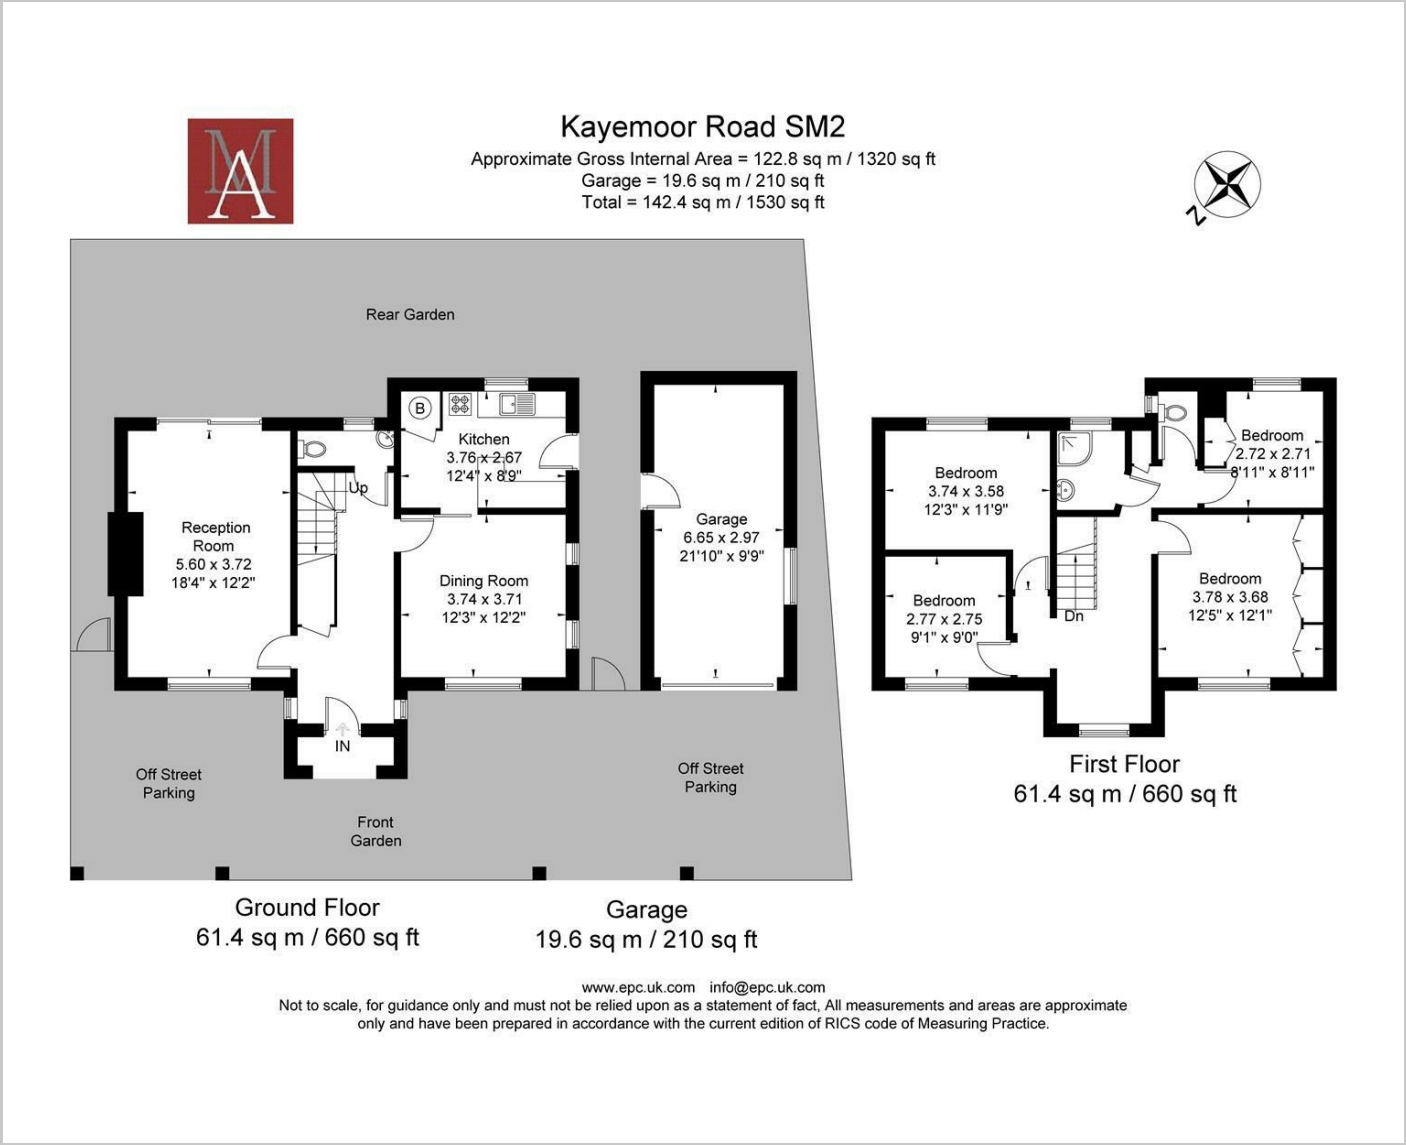 MA
Kayemoor Road SM2
Approximate Gross Internal Area = 122.8 sq m / 1320 sq ft
Garage = 19.6 sq m / 210 sq ft
Total = 142.4 sq m / 1530 sq ft
N
Rear Garden
B
Kitchen
3.76 x 2.67
12'4" x 8'9"
Up
Reception
Room
5.60 x 3.72
18'4" x 12'2"
Dining Room
3.74 x 3.71
12'3" x 12'2"
Garage
6.65 x 2.97
21'10" x 9'9"
IN
Off Street
Parking
Front
Garden
Off Street
Parking
Bedroom
3.74 x 3.58
12'3" x 11'9"
Bedroom
2.72 x 2.71
8'11" x 8'11"
Bedroom
2.77 x 2.75
9'1" x 9'0"
Dn
Bedroom
3.78 x 3.68
12'5" x 12'1"
First Floor
61.4 sq m / 660 sq ft
Ground Floor
61.4 sq m / 660 sq ft
Garage
19.6 sq m / 210 sq ft
www.epc.uk.com info@epc.uk.com
Not to scale, for guidance only and must not be relied upon as a statement of fact, All measurements and areas are approximate
only and have been prepared in accordance with the current edition of RICS code of Measuring Practice.